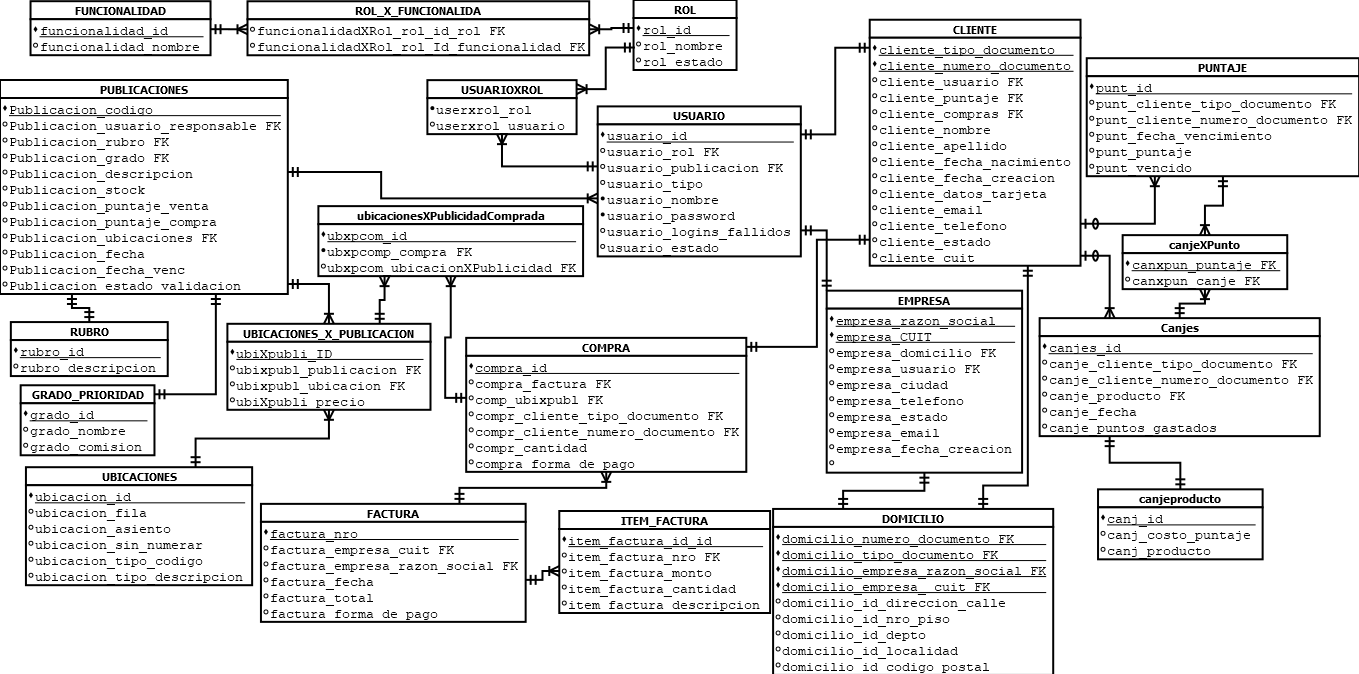 FUNCIONALIDAD
funcionalidad_id
funcionalidad_nombre
ROL_X_FUNCIONALIDA
funcionalidadXRol_rol_id_rol FK
funcionalidadXRol_rol_Id_funcionalidad FK
ROL
rol_id
rol_nombre
rol_estado
USUARIOXROL
userxrol_rol
userxrol_usuario
CLIENTE
cliente_tipo_documento
cliente_numero_documento
cliente_usuario FK
cliente_puntaje FK
cliente_compras FK
cliente_nombre
cliente_apellido
cliente_fecha_nacimiento
cliente_fecha_creacion
cliente_datos_tarjeta
cliente_email
cliente_telefono
cliente_estado
cliente_cuit
PUNTAJE
punt_id
punt_cliente_tipo_documento FK
punt_cliente_numero_documento FK
punt_fecha_vencimiento
punt_puntaje
punt_vencido
PUBLICACIONES
Publicacion_codigo
Publicacion_usuario_responsable FK
Publicacion_rubro FK
Publicacion_grado FK
Publicacion_descripcion
Publicacion_stock
Publicacion_puntaje_venta
Publicacion_puntaje_compra
Publicacion_ubicaciones FK
Publicacion_fecha
Publicacion_fecha_venc
Publicacion_estado_validacion
USUARIO
usuario_id
usuario_rol FK
usuario_publicacion FK
usuario_tipo
usuario_nombre
usuario_password
usuario_logins_fallidos
usuario_estado
ubicacionesXPublicidadComprada
ubxpcom_id
ubxpcomp_compra FK
ubxpcom_ubicacionXPublicidad FK
canjeXPunto
canxpun_puntaje FK
canxpun_canje FK
RUBRO
rubro_id
rubro_descripcion
UBICACIONES_X_PUBLICACION
ubiXpubli_ID
ubixpubl_publicacion FK
ubixpubl_ubicacion FK
ubiXpubli_precio
COMPRA
compra_id
compra_factura FK
comp_ubixpubl FK
compr_cliente_tipo_documento FK
compr_cliente_numero_documento FK
compr_cantidad
compra_forma_de_pago
EMPRESA
empresa_razon_social
empresa_CUIT
empresa_domicilio FK
empresa_usuario FK
empresa_ciudad
empresa_telefono
empresa_estado
empresa_email
empresa_fecha_creacion
Canjes
canjes_id
canje_cliente_tipo_documento FK
canje_cliente_numero_documento FK
canje_producto FK
canje_fecha
canje_puntos_gastados
GRADO_PRIORIDAD
grado_id
grado_nombre
grado_comision
UBICACIONES
ubicacion_id
ubicacion_fila
ubicacion_asiento
ubicacion_sin_numerar
ubicacion_tipo_codigo
ubicacion_tipo_descripcion
FACTURA
factura_nro
factura_empresa_cuit FK
factura_empresa_razon_social FK
factura_fecha
factura_total
factura_forma_de_pago
ITEM_FACTURA
item_factura_id_id
item_factura_nro FK
item_factura_monto
item_factura_cantidad
item_factura_descripcion
DOMICILIO
domicilio_numero_documento FK
domicilio_tipo_documento FK
domicilio_empresa_razon_social FK
domicilio_empresa_ cuit FK
domicilio_id_direccion_calle
domicilio_id_nro_piso
domicilio_id_depto
domicilio_id_localidad
domicilio_id_codigo_postal
canjeproducto
canj_id
canj_costo_puntaje
canj_producto